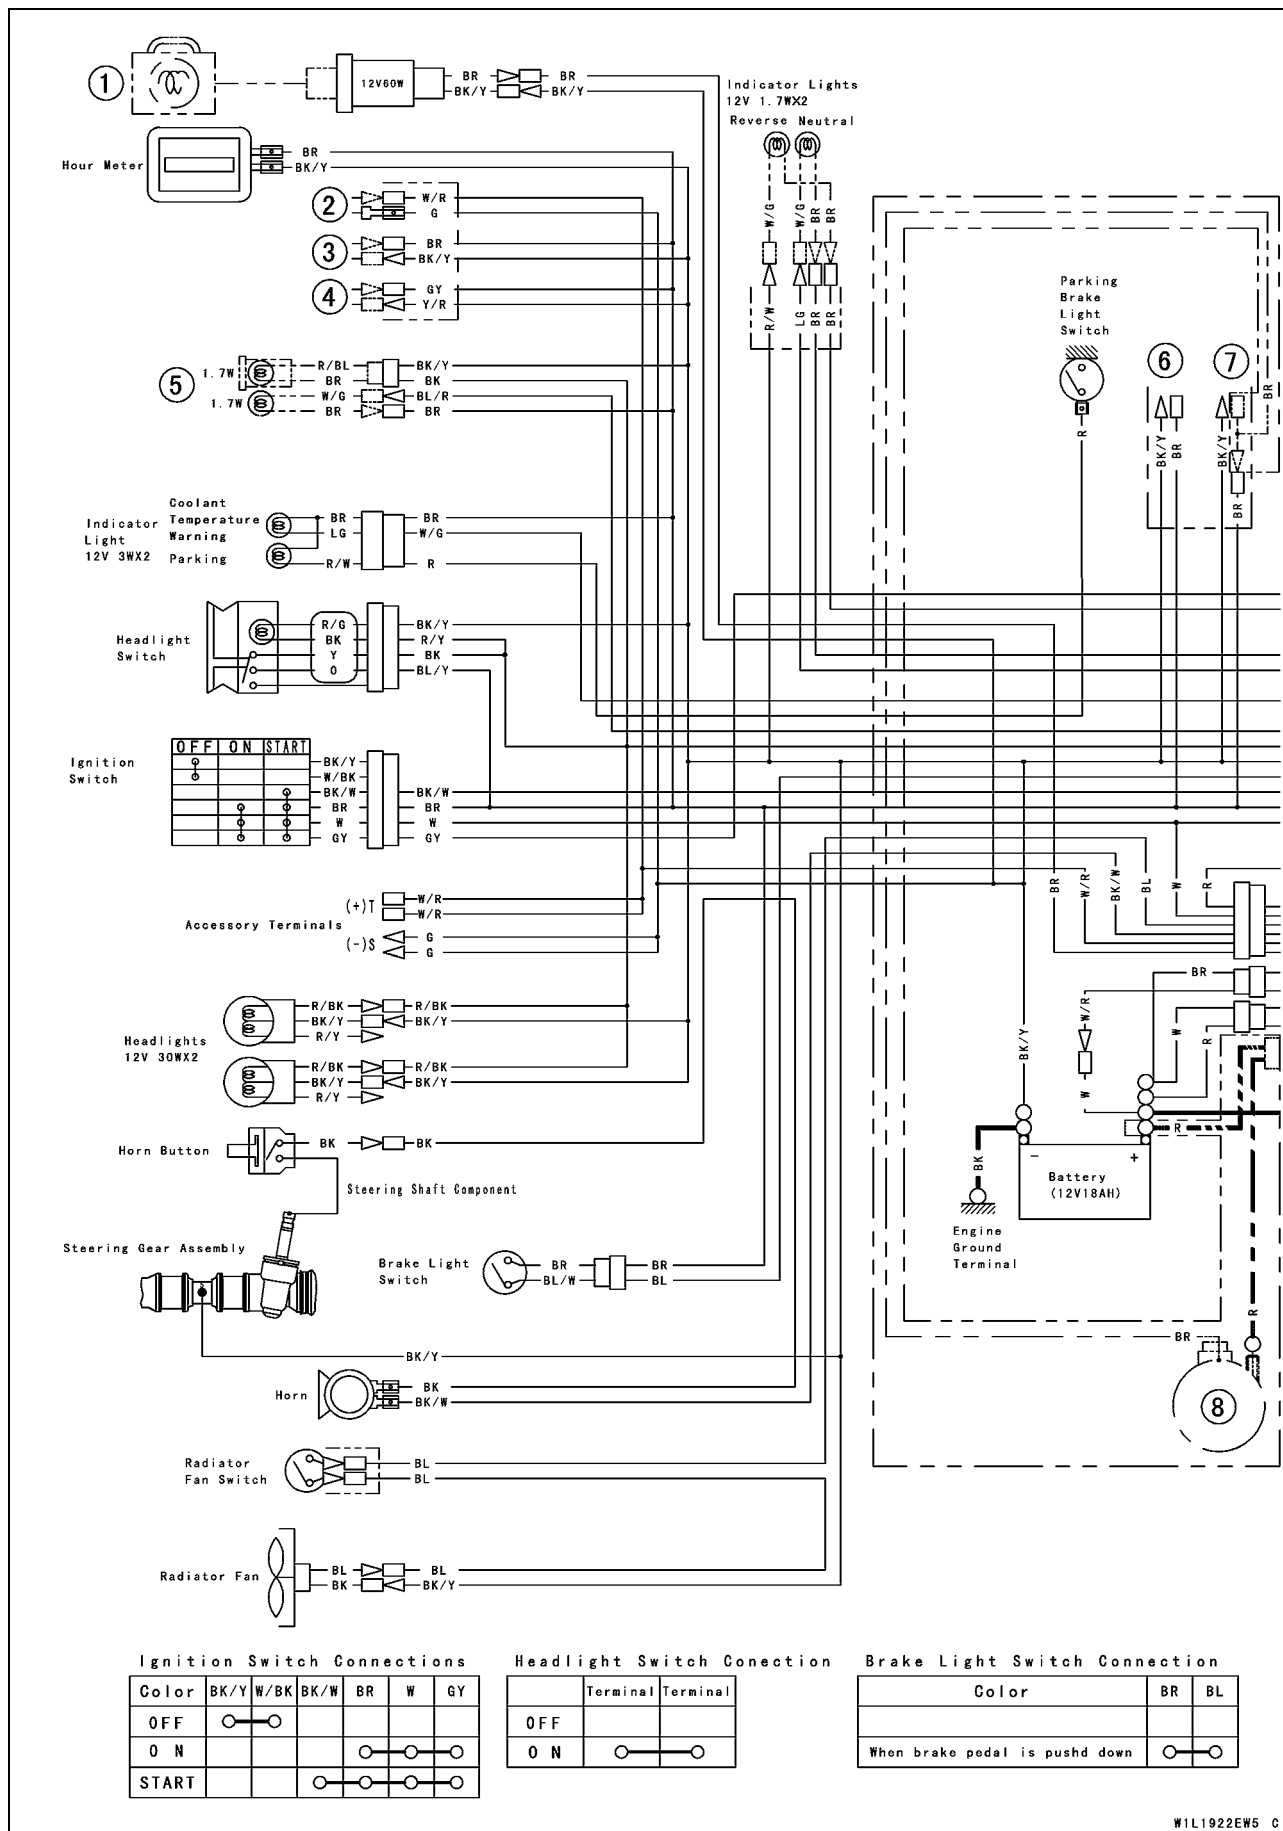 1
12V60W
BR
BR
BK/Y
BK/Y
Indicator Lights
12V 1.7WX2
Reverse Neutral
Hour Meter
BR
BK/Y
2
W/R
G
3
BR
BK/Y
4
GY
Y/R
W/G
W/G
BR
BR
R/W
LG
BR
BR
Parking
Brake
Light
Switch
R
6
7
BK/Y
BR
BK/Y
BR
BR
5
1.7W
1.7W
R/BL
BK/Y
BR
BK
W/G
BL/R
BR
BR
Indicator
Light
12V 3WX2
Coolant
Temperature
Warning
Parking
BR
BR
LG
W/G
R/W
R
Headlight
Switch
R/G
BK/Y
BK
R/Y
Y
BK
O
BL/Y
Ignition
Switch
OFF
ON
START
BK/Y
W/BK
BK/W
BK/W
BR
BR
W
W
GY
GY
Accessory Terminals
(+)T
W/R
W/R
(-)S
G
G
BR
W/R
BK/W
BL
W
R
BR
W/R
W
W
R
BK/Y
Headlights
12V 30WX2
R/BK
R/BK
BK/Y
BK/Y
R/Y
R/BK
R/BK
BK/Y
BK/Y
R/Y
Horn Button
BK
BK
Steering Shaft Component
Steering Gear Assembly
BK/Y
BK
- +
R
Battery
(12V18AH)
Engine
Ground
Terminal
Brake Light
Switch
BR
BR
BL/W
BL
R
BR
8
Horn
BK
BK/W
Radiator
Fan Switch
BL
BL
Radiator Fan
BL
BL
BK
BK/Y
Ignition Switch Connections
Color BK/Y W/BK BK/W BR W GY
OFF
O N
START
Headlight Switch Conection
Terminal Terminal
OFF
O N
Brake Light Switch Connection
Color BR BL
When brake pedal is pushd down
W1L1922EW5 C